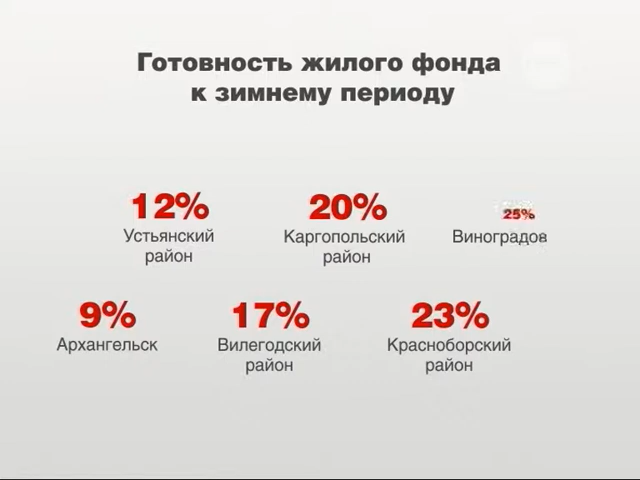 Готовность жилого фонда
к зимнему периоду
12%
Устьянский
район
20%
Каргопольский
район
25%
Виноградов
9%
Архангельск
17%
Вилегодский
район
23%
Красноборский
район